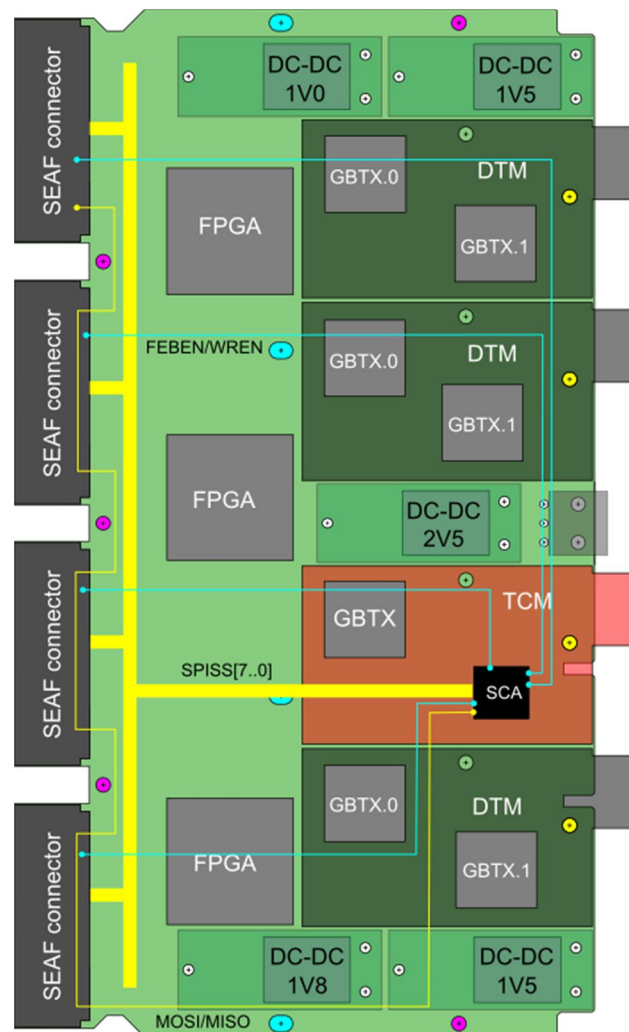 DC-DC
1V0
DC-DC
1V5
SEAF connector
GBTX.0
DTM
FPGA
GBTX.1
SEAF connector
FEBEN/WREN
GBTX.0
DTM
GBTX.1
FPGA
DC-DC
2V5
SEAF connector
GBTX
TCM
SPISS[7..0]
SCA
SEAF connector
GBTX.0
DTM
FPGA
GBTX.1
DC-DC
1V8
DC-DC
1V5
MOSI/MISO